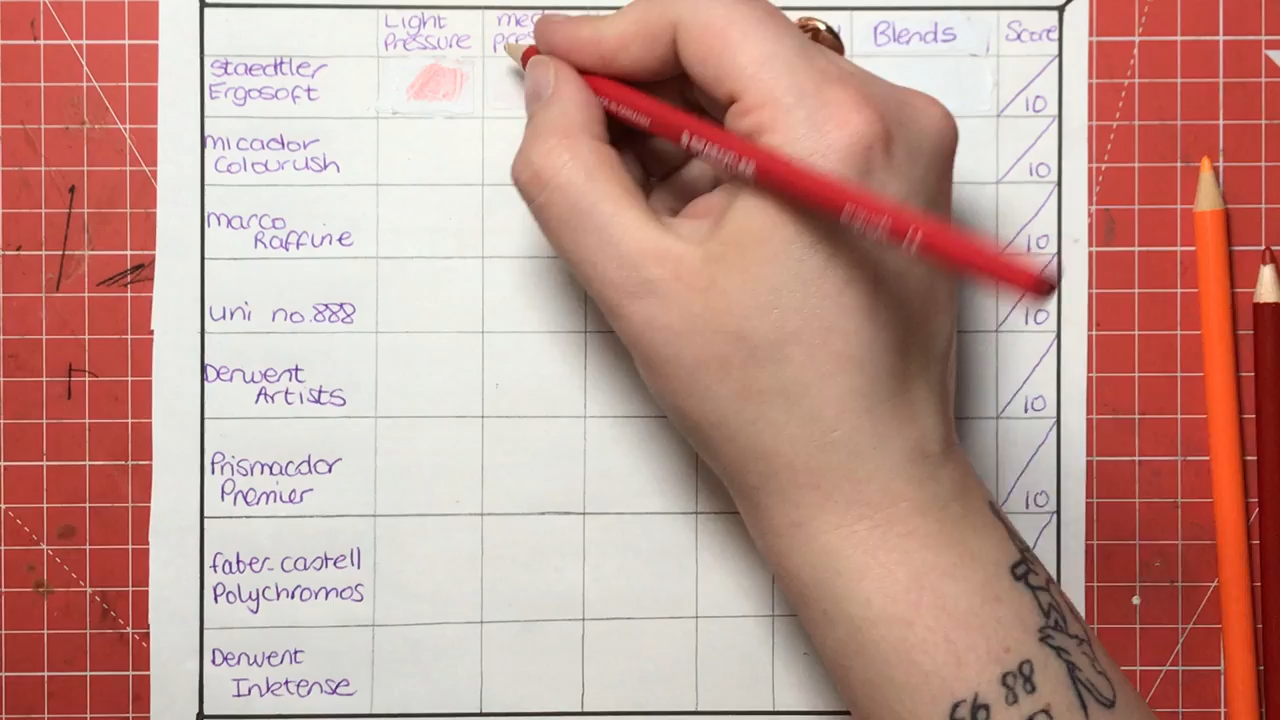 Light
Pressure
Blends
Score
Staedtler
Ergosoft
10
micador
Colourush
10
marco
Raffine
10
uni no.888
10
Derwent
Artists
10
Prismacolor
Premier
10
faber-castell
Polychromos
Derwent
Inktense
88